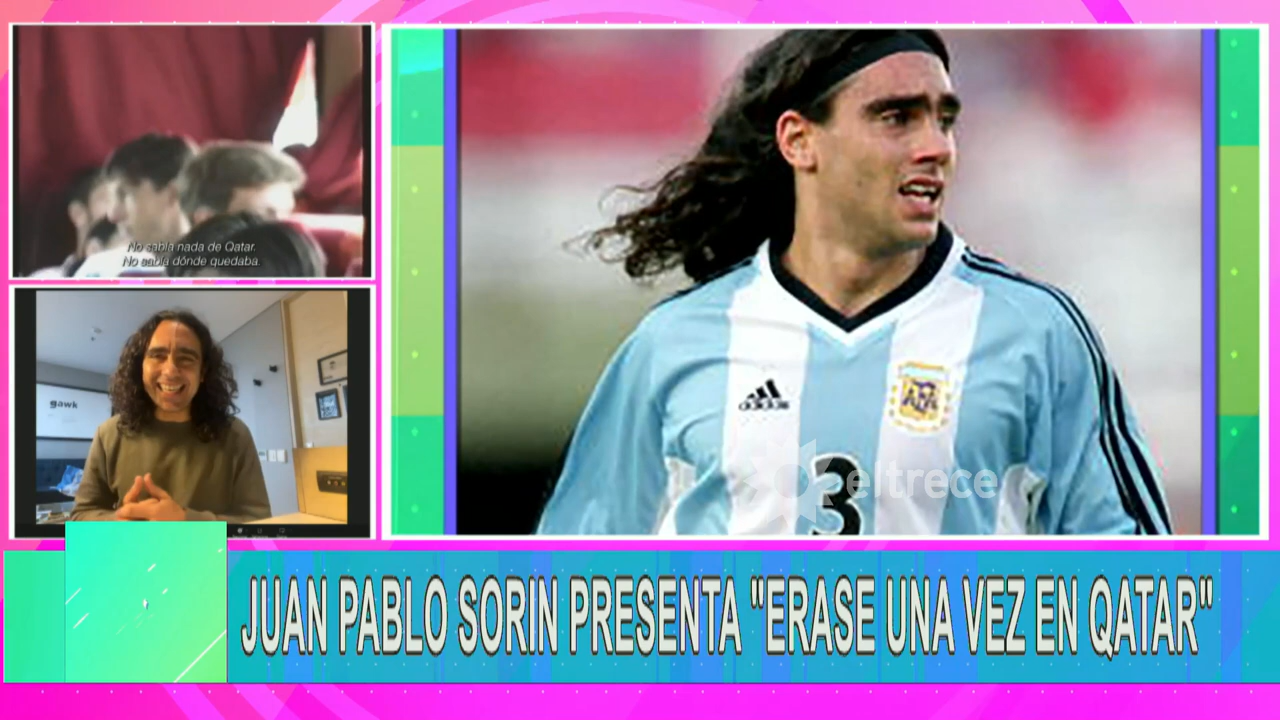 No sabía nada de Qatar.
No sabía dónde quedaba.
gawk
adidas
AFA
3
eltrece
JUAN PABLO SORIN PRESENTA "ERASE UNA VEZ EN QATAR"